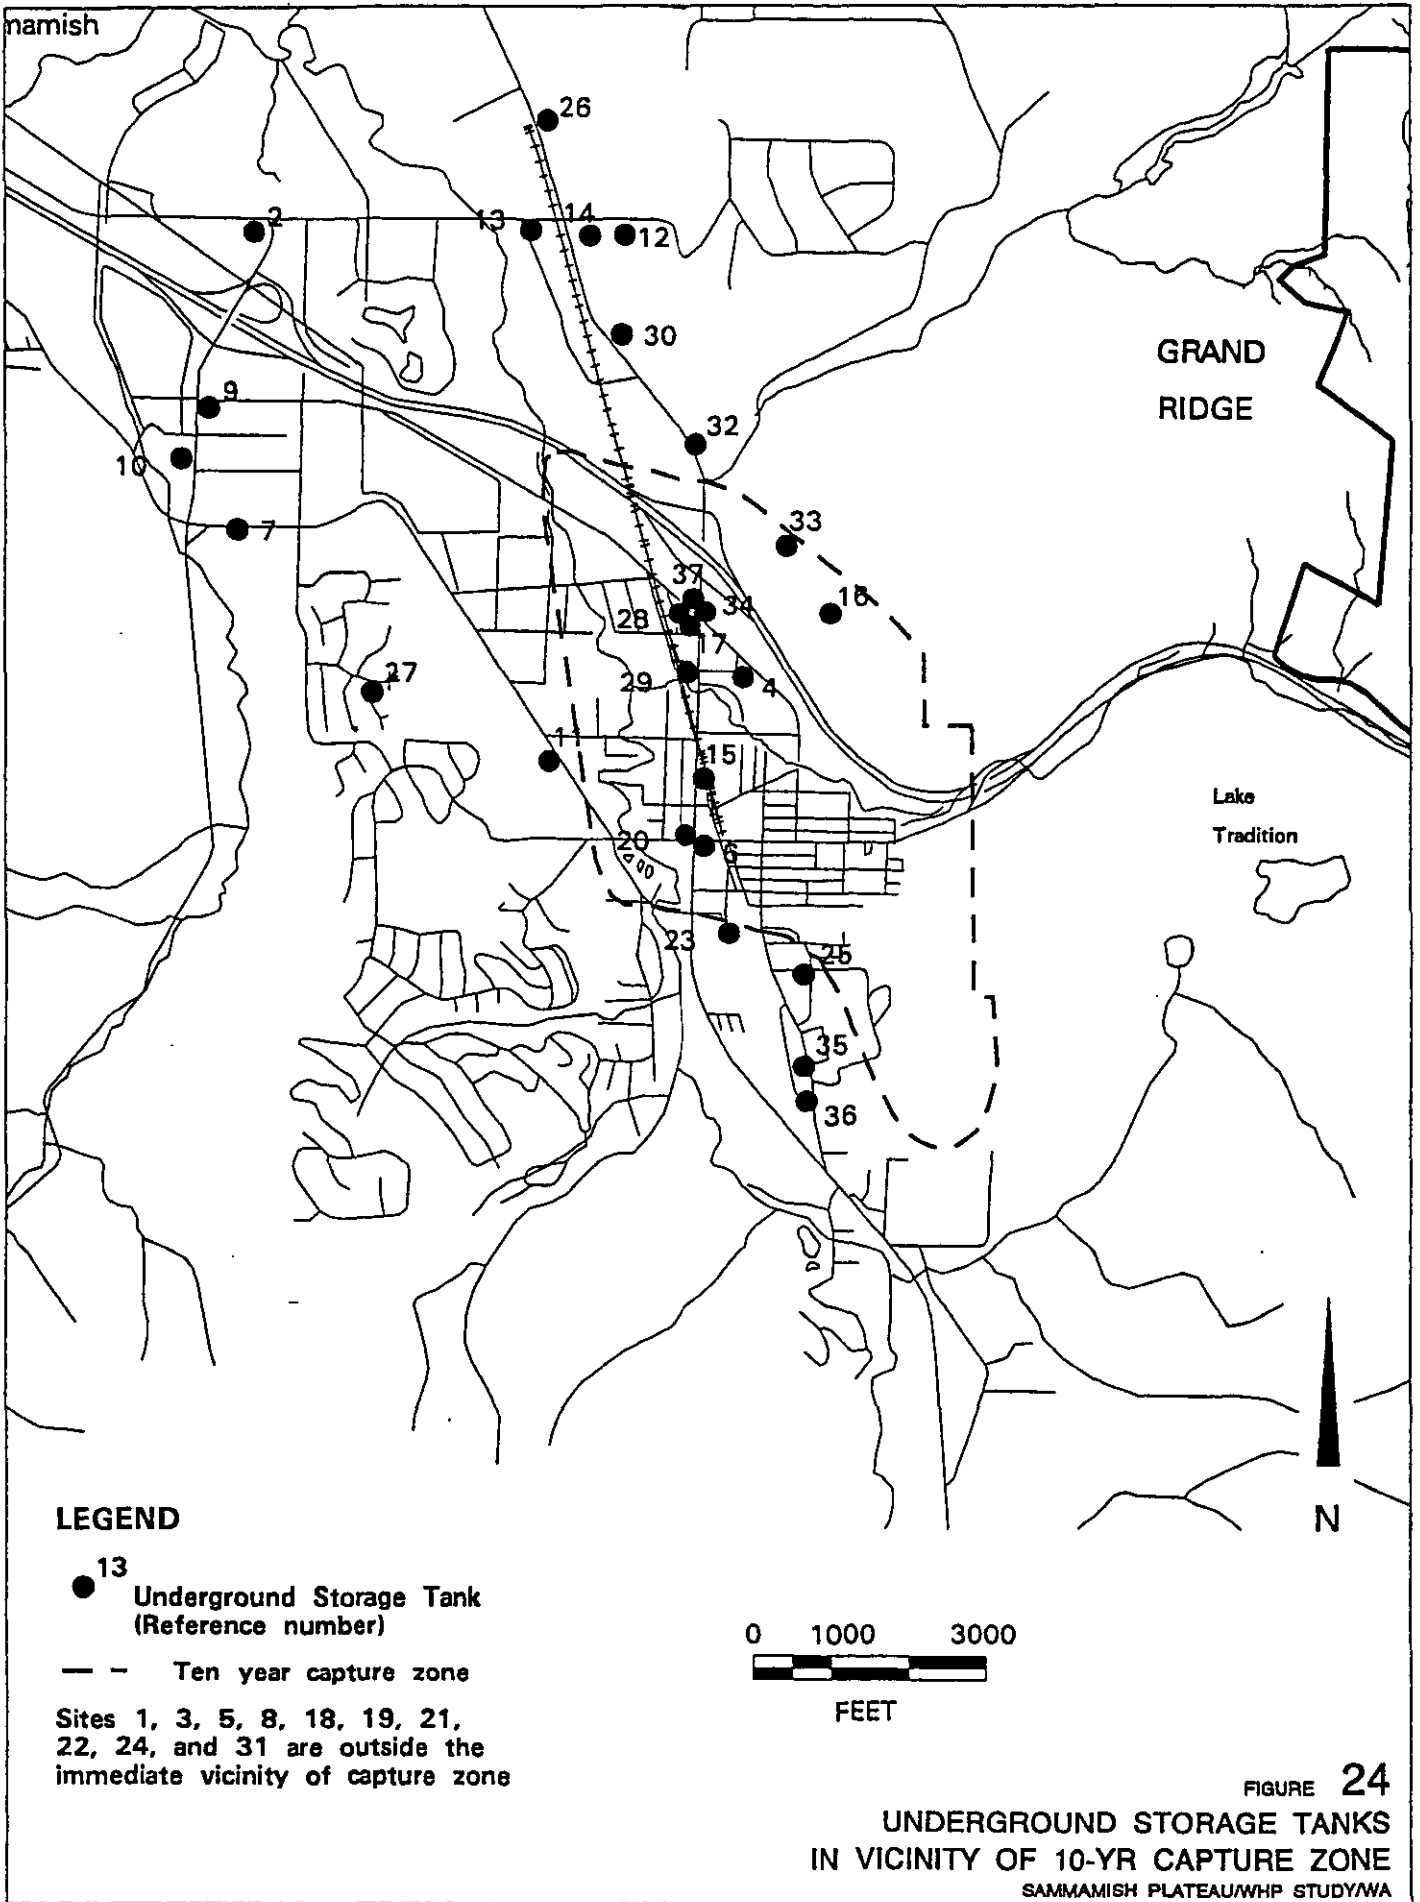 mamish
26
2
13
14
12
30
GRAND
RIDGE
9
32
10
7
33
37
16
34
28
17
27
29
4
1
15
Lake
Tradition
20
6
23
25
35
36
LEGEND
13
Underground Storage Tank
(Reference number)
Ten year capture zone
Sites 1, 3, 5, 8, 18, 19, 21,
22, 24, and 31 are outside the
immediate vicinity of capture zone
N
0 1000 3000
FEET
FIGURE 24
UNDERGROUND STORAGE TANKS
IN VICINITY OF 10-YR CAPTURE ZONE
SAMMAMISH PLATEAU/WHP STUDY/WA